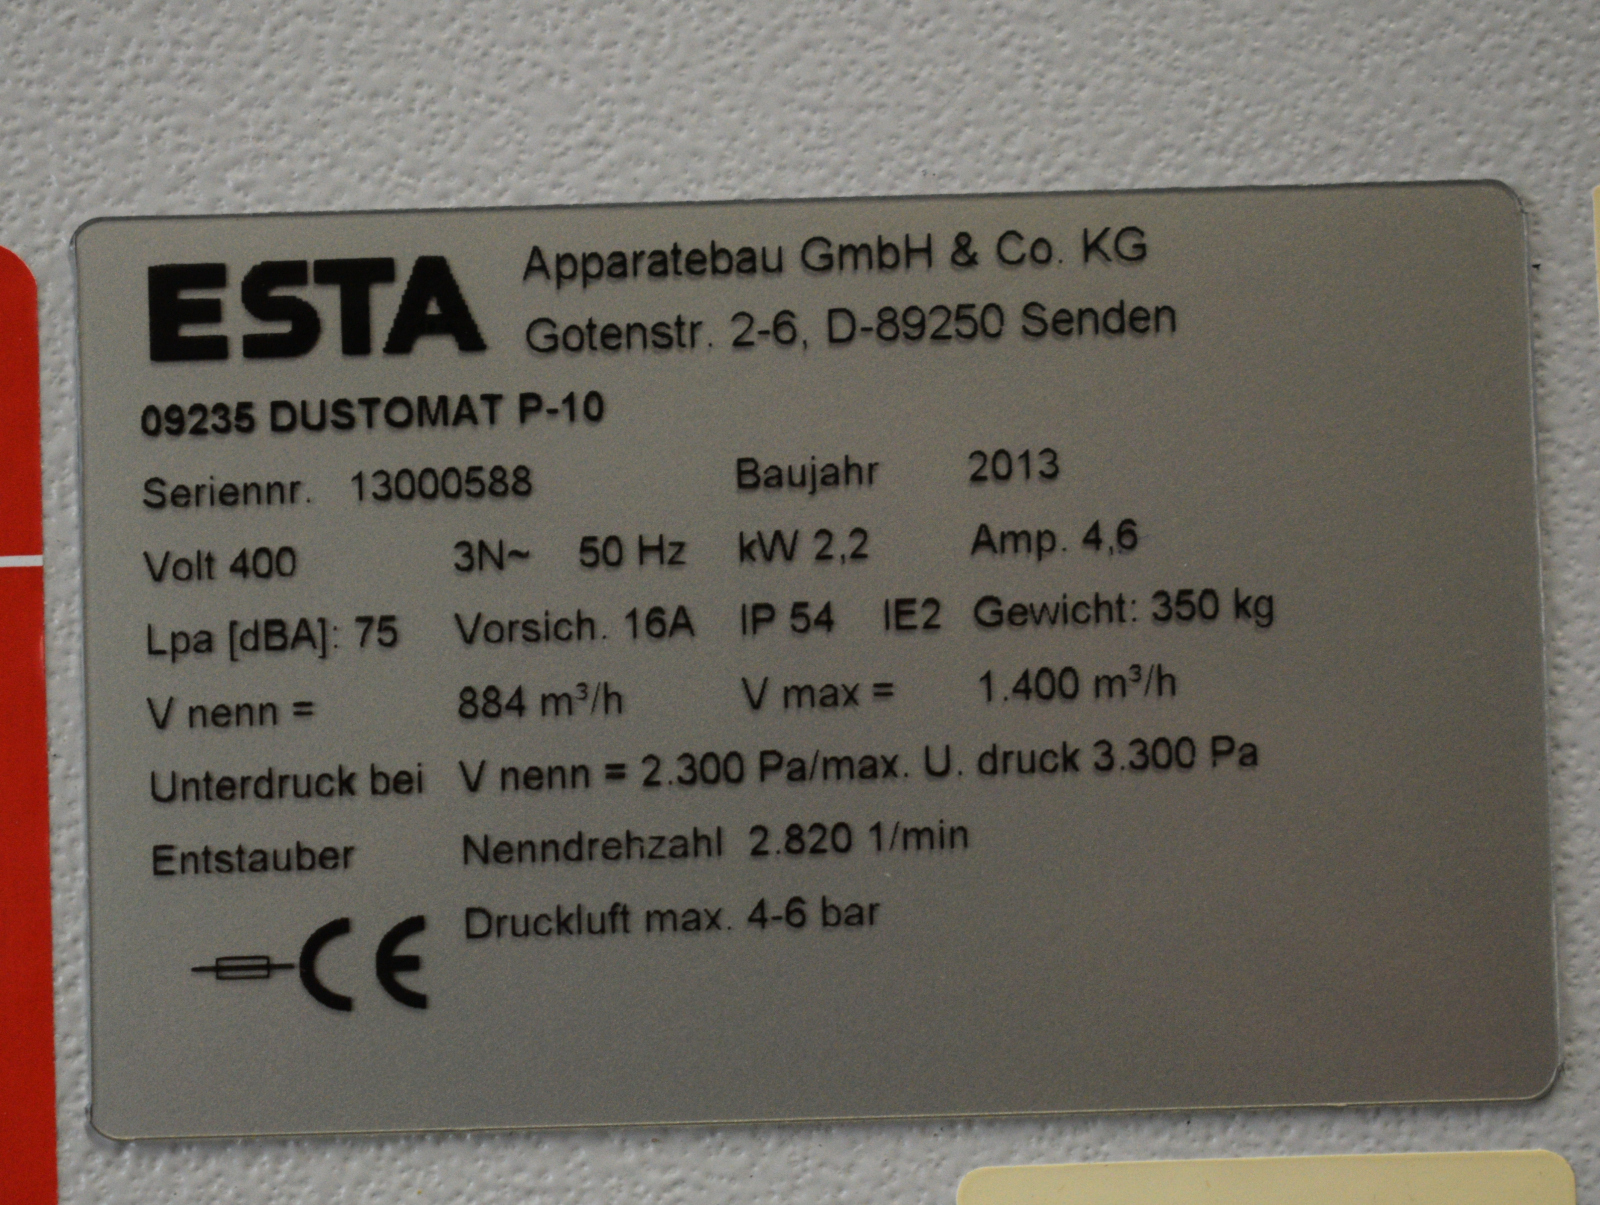 ESTA Apparatebau GmbH & Co. KG
Gotenstr. 2-6, D-89250 Senden
09235 DUSTOMAT P-10
Seriennr. 13000588 Baujahr 2013
Volt 400 3N~ 50 Hz kW 2,2 Amp. 4,6
Lpa [dBA]: 75 Vorsich. 16A IP 54 IE2 Gewicht: 350 kg
V nenn = 884 m³/h V max = 1.400 m³/h
Unterdruck bei V nenn = 2.300 Pa/max. U. druck 3.300 Pa
Entstauber Nenndrehzahl 2.820 1/min
Druckluft max. 4-6 bar
CE